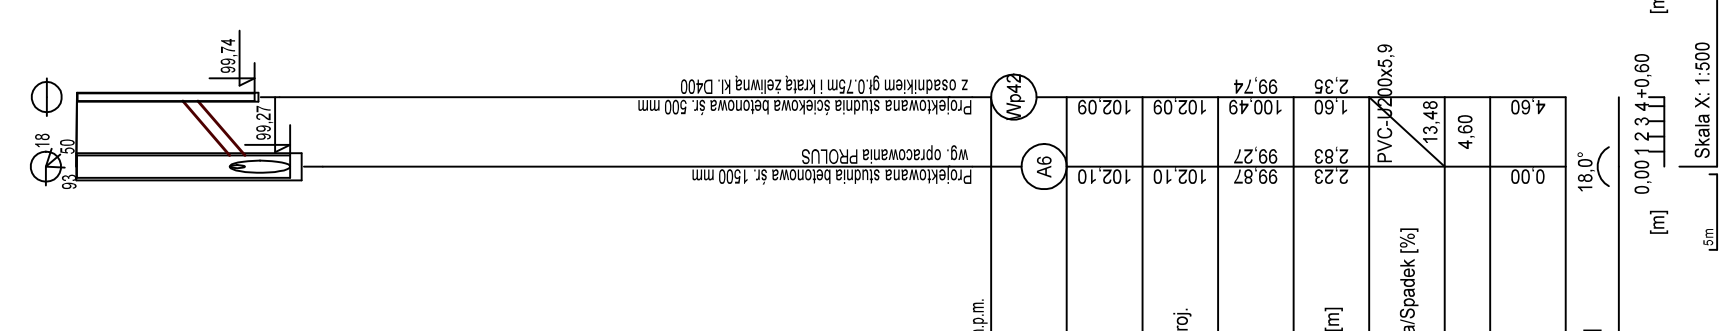 99,74
99,27
18
50
93
z osadnikiem gł.0.75m i kratą żeliwną kl. D400
Projektowana studnia ściekowa betonowa śr. 500 mm
wg. opracowania PROLUS
Projektowana studnia betonowa śr. 1500 mm
Wp42
A6
102,09
102,10
102,09
102,10
99,74
100,49
99,27
99,87
2,35
1,60
2,83
2,23
PVC-U200x5,9
13,48
4,60
4,60
0,00
18,0°
0,00 1 2 3 4+0,60
[m]
Skala X: 1:500
5m
roj.
[m]
a/Spadek [%]